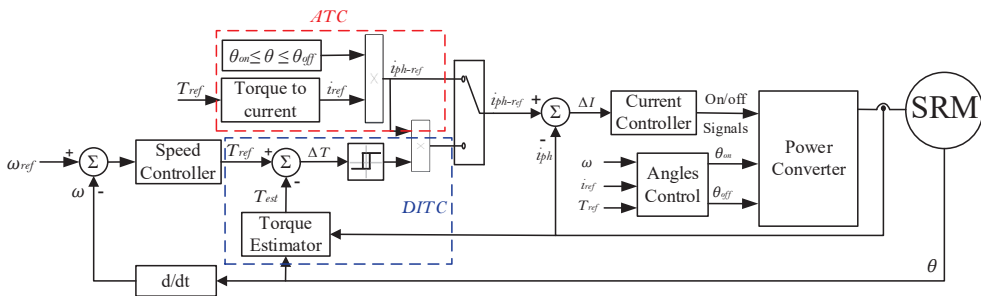 ATC
θon ≤ θ ≤ θoff
Tref
Torque to
current
iref
×
iph-ref
iph-ref
+
Σ
-
iph
ΔI
Current
Controller
On/off
Signals
Power
Converter
SRM
ωref
+
Σ
-
ω
Speed
Controller
Tref
+
Σ
-
ΔT
×
Test
DITC
Torque
Estimator
ω
iref
Tref
Angles
Control
θon
θoff
d/dt
θ